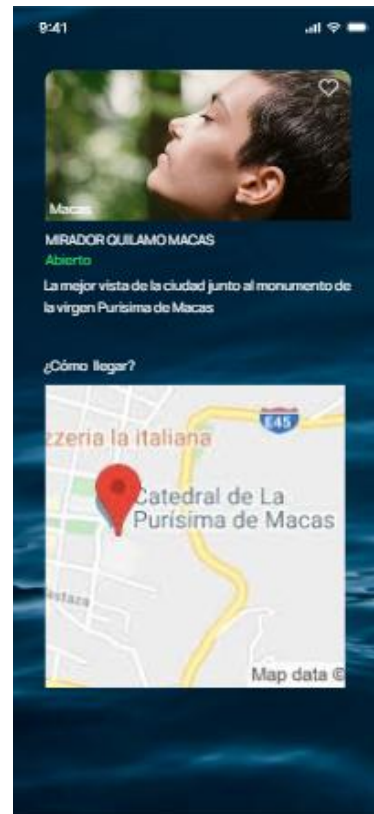 9:41
Macas
MIRADOR QUILAMO MACAS
Abierto
La mejor vista de la ciudad junto al monumento de
la virgen Purisima de Macas
¿Cómo llegar?
E45
zzeria la italiana
Catedral de La
Purísima de Macas
astaza
Map data ©